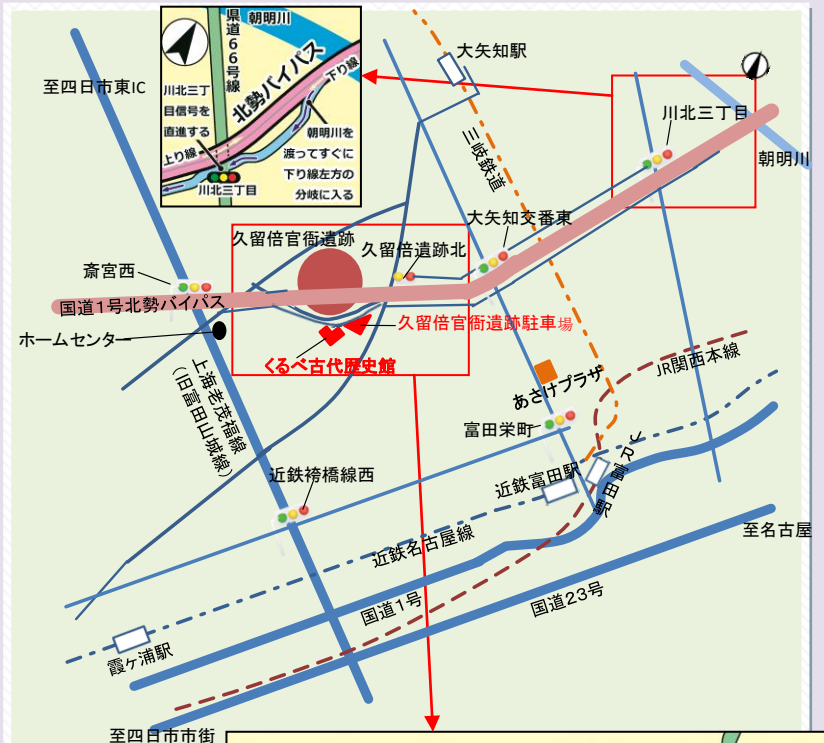 県道66号線
朝明川
北勢バイパス
下り線
川北三丁
目信号を
直進する
上り線
川北三丁目
朝明川を
渡ってすぐに
下り線左方の
分岐に入る
大矢知駅
至四日市東IC
三岐鉄道
川北三丁目
朝明川
大矢知交番東
久留倍官衙遺跡
久留倍遺跡北
斎宮西
国道1号北勢バイパス
ホームセンター
久留倍官衙遺跡駐車場
くるべ古代歴史館
上海老茂福線
(旧富田山城線)
JR関西本線
あさけプラザ
富田栄町
近鉄富田駅
JR富田駅
近鉄袴橋線西
近鉄名古屋線
至名古屋
国道1号
国道23号
霞ヶ浦駅
至四日市市街